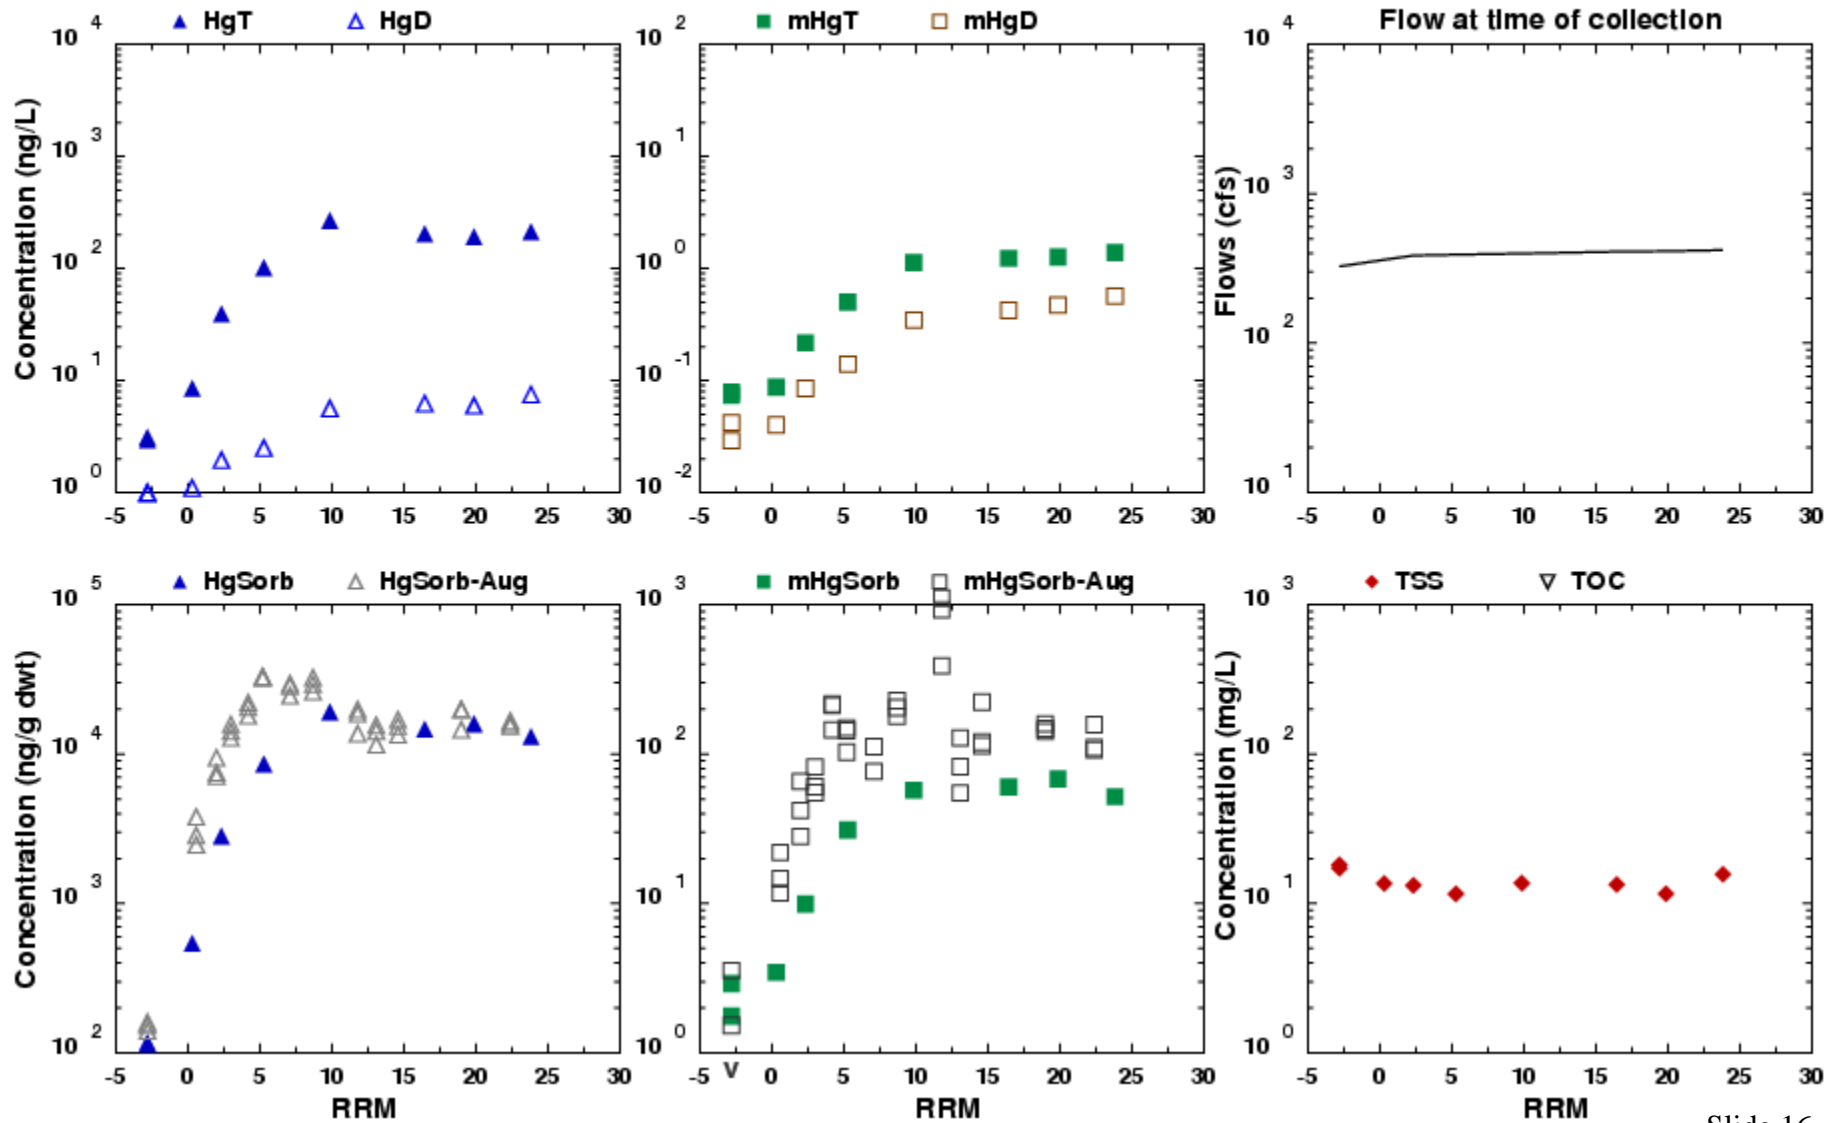 HgT HgD
mHgT mHgD
Flow at time of collection
Concentration (ng/L)
10 4
10 3
10 2
10 1
10 0
-5 0 5 10 15 20 25 30
10 2
10 1
10 0
10 -1
10 -2
-5 0 5 10 15 20 25 30
Flows (cfs)
10 4
10 3
10 2
10 1
-5 0 5 10 15 20 25 30
HgSorb HgSorb-Aug
mHgSorb mHgSorb-Aug
TSS TOC
Concentration (ng/g dwt)
10 5
10 4
10 3
10 2
-5 0 5 10 15 20 25 30
RRM
10 3
10 2
10 1
10 0
v
-5 0 5 10 15 20 25 30
RRM
Concentration (mg/L)
10 3
10 2
10 1
10 0
-5 0 5 10 15 20 25 30
RRM
Slide 16